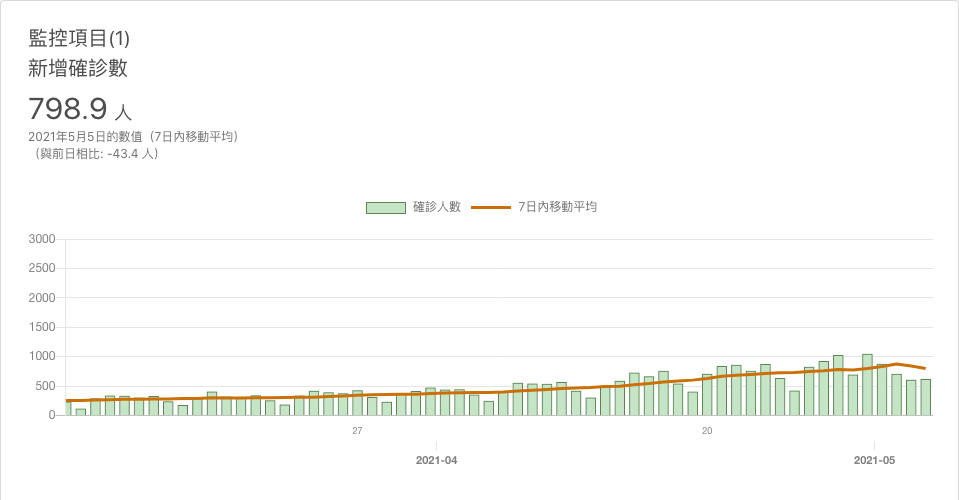 監控項目(1)
新增確診數
798.9 人
2021年5月5日的數值（7日內移動平均）
（與前日相比: -43.4 人）
確診人數 7日內移動平均
3000
2500
2000
1500
1000
500
0
27 20
2021-04 2021-05